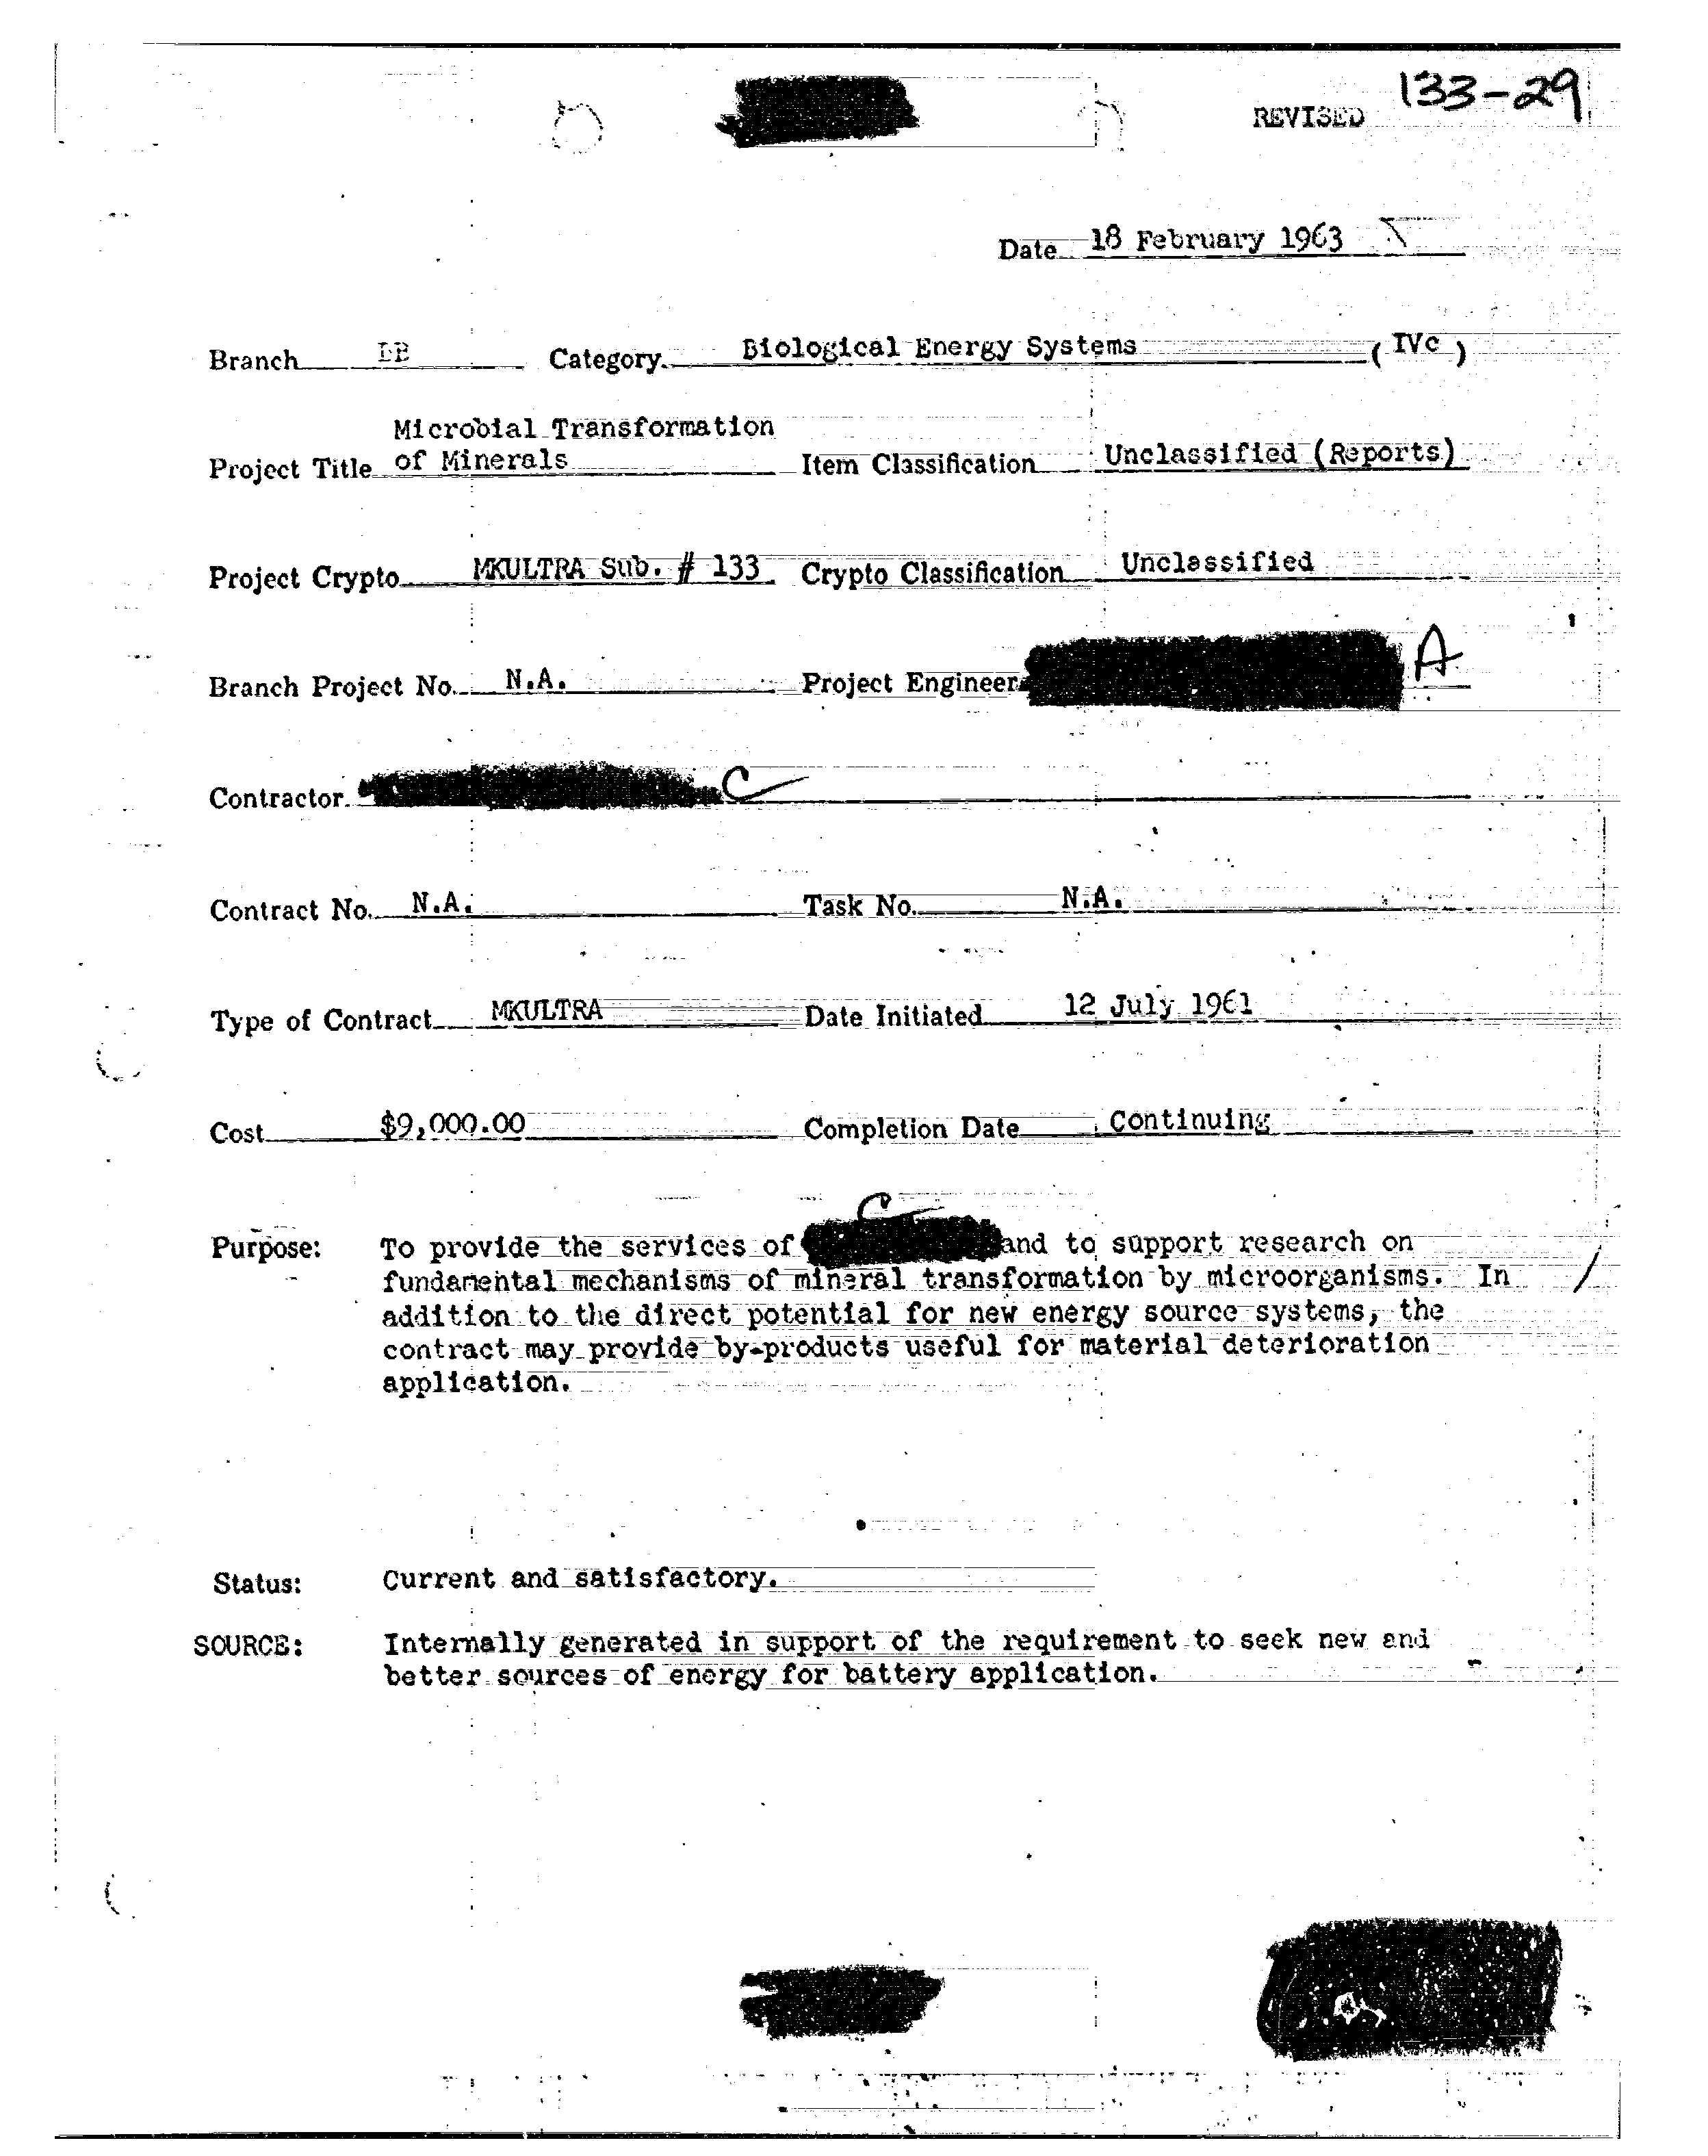 133-29
REVISED
Date 18 February 1963
Branch Category Biological Energy Systems (IVc)
Microbial Transformation
Project Title of Minerals Item Classification Unclassified (Reports)
Project Crypto MKULTRA Sub. # 133 Crypto Classification Unclassified
Branch Project No. N.A. Project Engineer A
Contractor C
Contract No. N.A. Task No. N.A.
Type of Contract MKULTRA Date Initiated 12 July 1961
Cost $9,000.00 Completion Date Continuing
C
Purpose: To provide the services of and to support research on
fundamental mechanisms of mineral transformation by microorganisms. In
addition to the direct potential for new energy source systems, the
contract may provide by-products useful for material deterioration
application.
Status: Current and satisfactory.
SOURCE: Internally generated in support of the requirement to seek new and
better sources of energy for battery application.